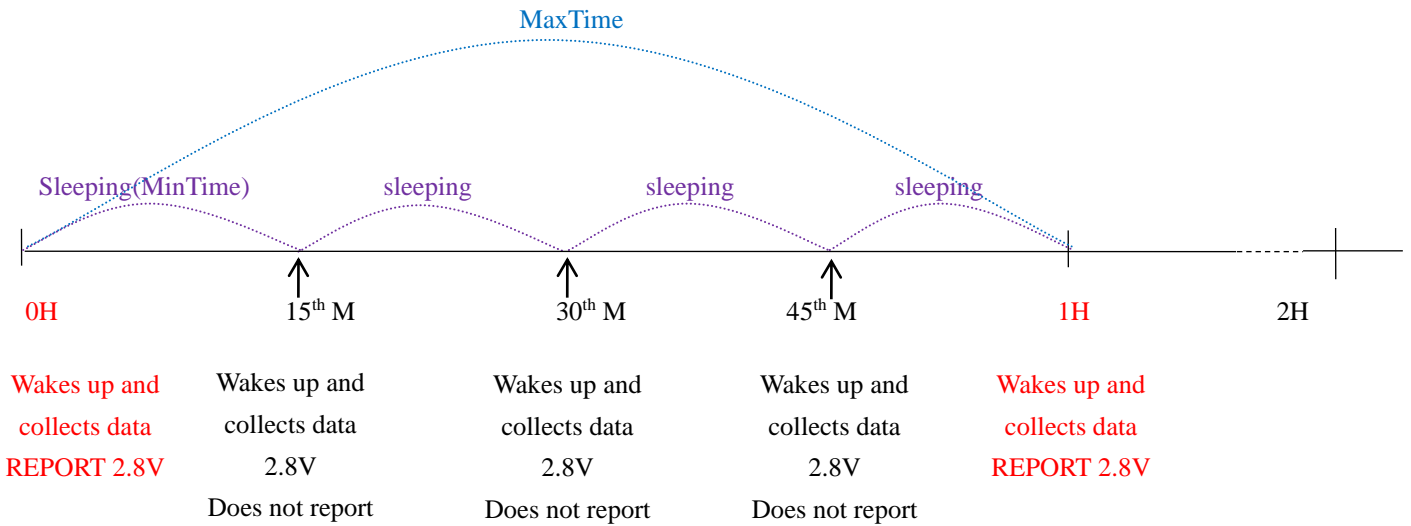 MaxTime
Sleeping(MinTime) sleeping sleeping sleeping
0H 15th M 30th M 45th M 1H 2H
Wakes up and Wakes up and Wakes up and Wakes up and Wakes up and
collects data collects data collects data collects data collects data
REPORT 2.8V 2.8V 2.8V 2.8V REPORT 2.8V
Does not report Does not report Does not report